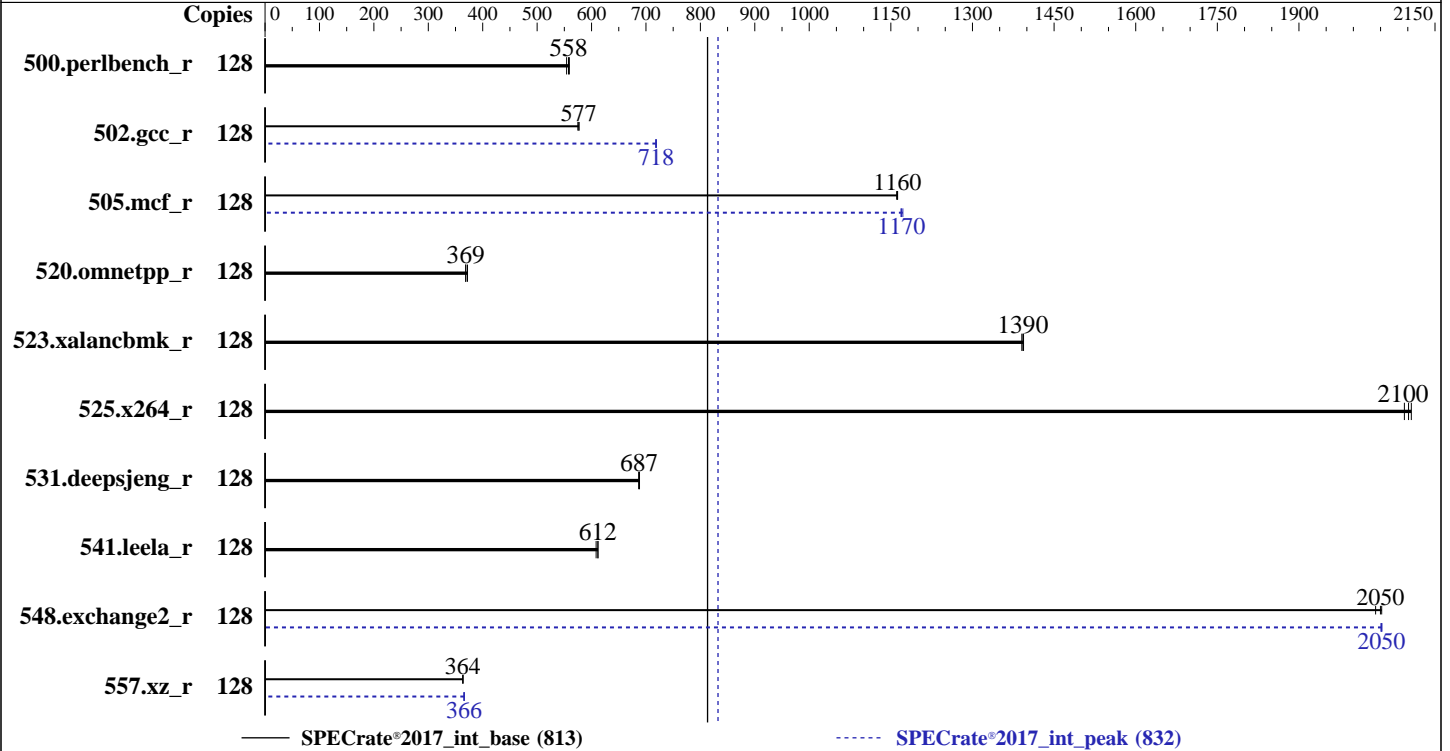 Copies 0 100 200 300 400 500 600 700 800 900 1000 1150 1300 1450 1600 1750 1900 2150
558
500.perlbench_r 128
577
502.gcc_r 128
718
1160
505.mcf_r 128
1170
369
520.omnetpp_r 128
1390
523.xalancbmk_r 128
2100
525.x264_r 128
687
531.deepsjeng_r 128
612
541.leela_r 128
2050
548.exchange2_r 128
2050
364
557.xz_r 128
366
SPECrate®2017_int_base (813) SPECrate®2017_int_peak (832)